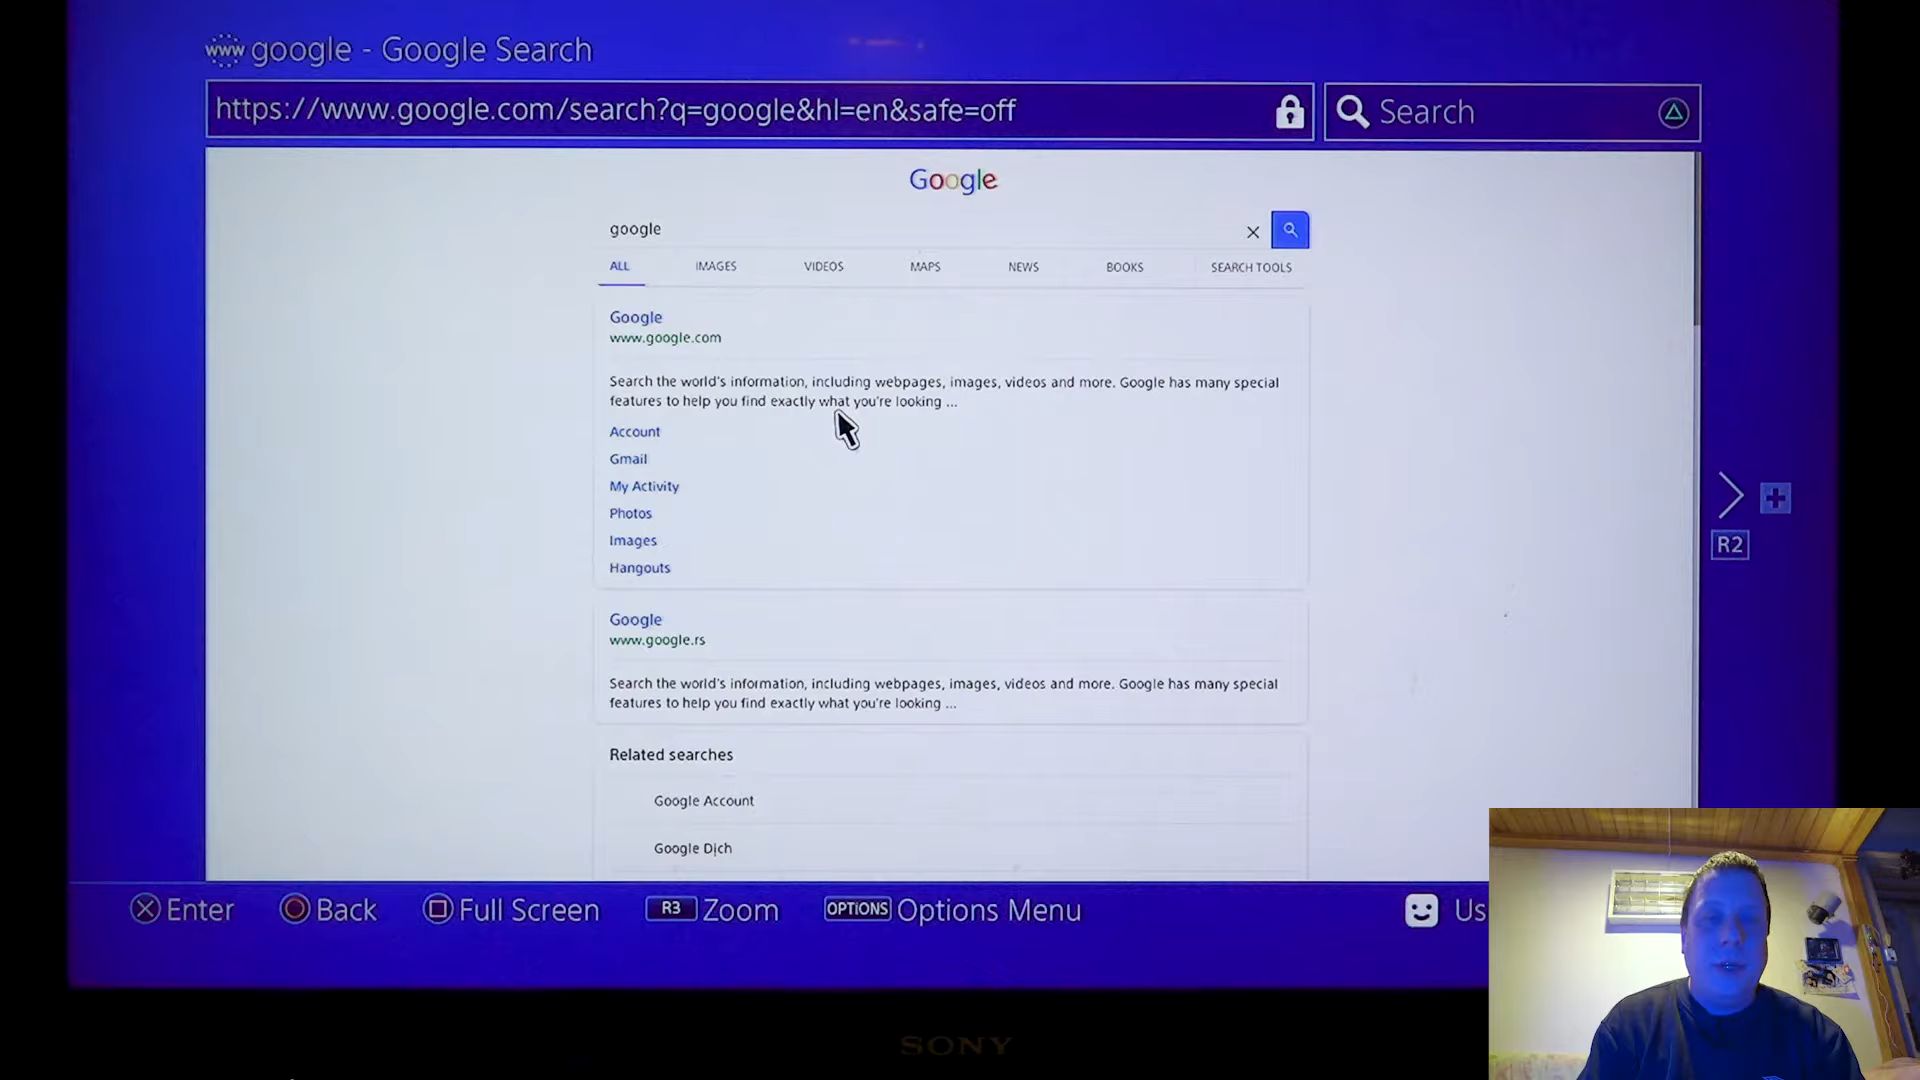 www google - Google Search
https://www.google.com/search?q=google&hl=en&safe=off
Search
Google
google
ALL IMAGES VIDEOS MAPS NEWS BOOKS SEARCH TOOLS
Google
www.google.com
Search the world's information, including webpages, images, videos and more. Google has many special
features to help you find exactly what you're looking ...
Account
Gmail
My Activity
Photos
Images
Hangouts
R2
Google
www.google.rs
Search the world's information, including webpages, images, videos and more. Google has many special
features to help you find exactly what you're looking ...
Related searches
Google Account
Google Dịch
Enter Back Full Screen R3 Zoom OPTIONS Options Menu Us
SONY